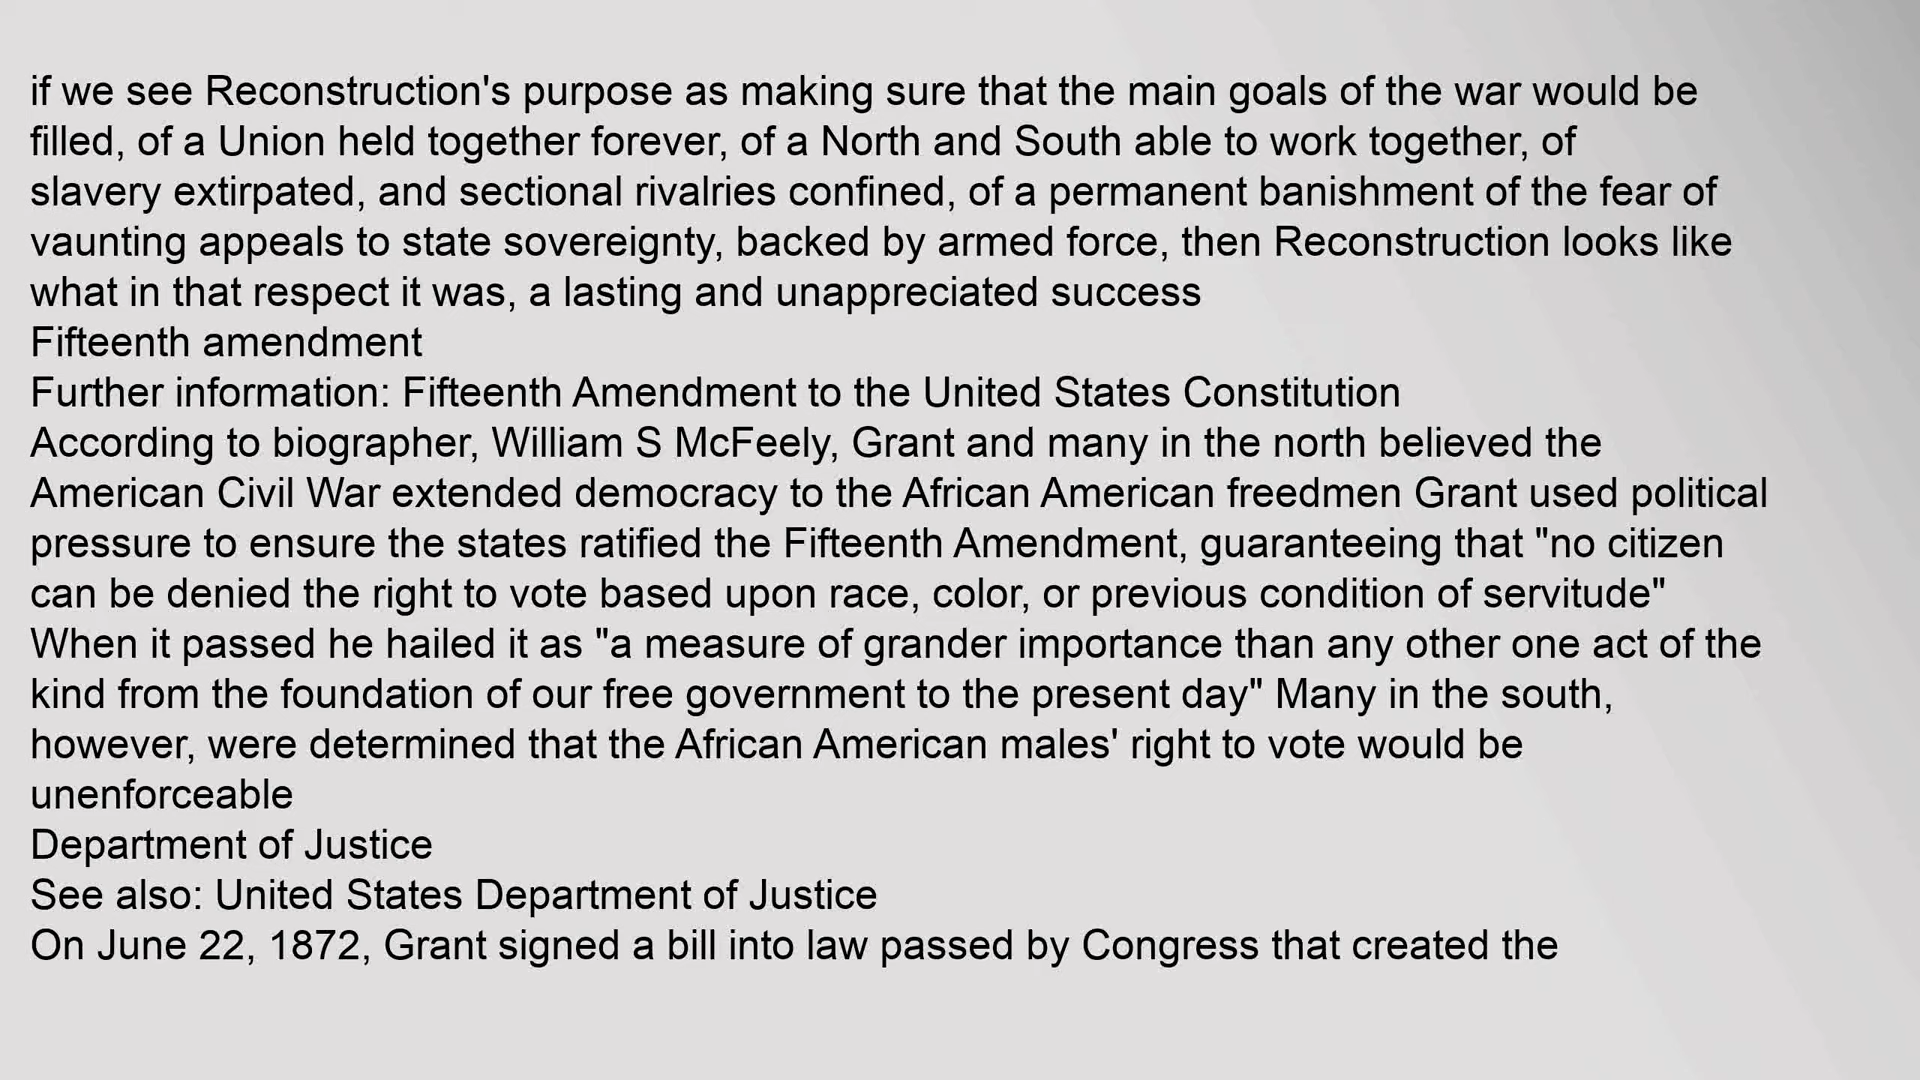 if we see Reconstruction's purpose as making sure that the main goals of the war would be
filled, of a Union held together forever, of a North and South able to work together, of
slavery extirpated, and sectional rivalries confined, of a permanent banishment of the fear of
vaunting appeals to state sovereignty, backed by armed force, then Reconstruction looks like
what in that respect it was, a lasting and unappreciated success
Fifteenth amendment
Further information: Fifteenth Amendment to the United States Constitution
According to biographer, William S McFeely, Grant and many in the north believed the
American Civil War extended democracy to the African American freedmen Grant used political
pressure to ensure the states ratified the Fifteenth Amendment, guaranteeing that "no citizen
can be denied the right to vote based upon race, color, or previous condition of servitude"
When it passed he hailed it as "a measure of grander importance than any other one act of the
kind from the foundation of our free government to the present day" Many in the south,
however, were determined that the African American males' right to vote would be
unenforceable
Department of Justice
See also: United States Department of Justice
On June 22, 1872, Grant signed a bill into law passed by Congress that created the